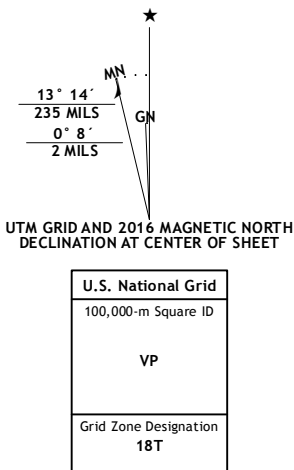 ★
MN
GN
13° 14´
235 MILS
0° 8´
2 MILS
UTM GRID AND 2016 MAGNETIC NORTH
DECLINATION AT CENTER OF SHEET
U.S. National Grid
100,000-m Square ID
VP
Grid Zone Designation
18T